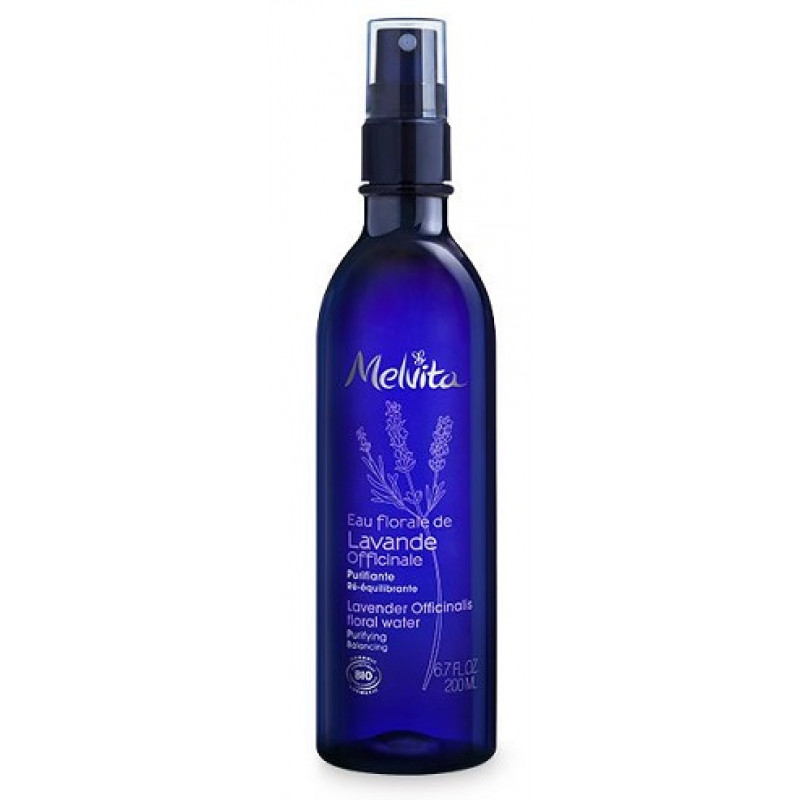 Melvita
Eau florale de
Lavande
Officinale
Purifiante
Ré-équilibrante
Lavender Officinalis
floral water
Purifying
Balancing
BIO
6.7 FL.OZ.
200 ML